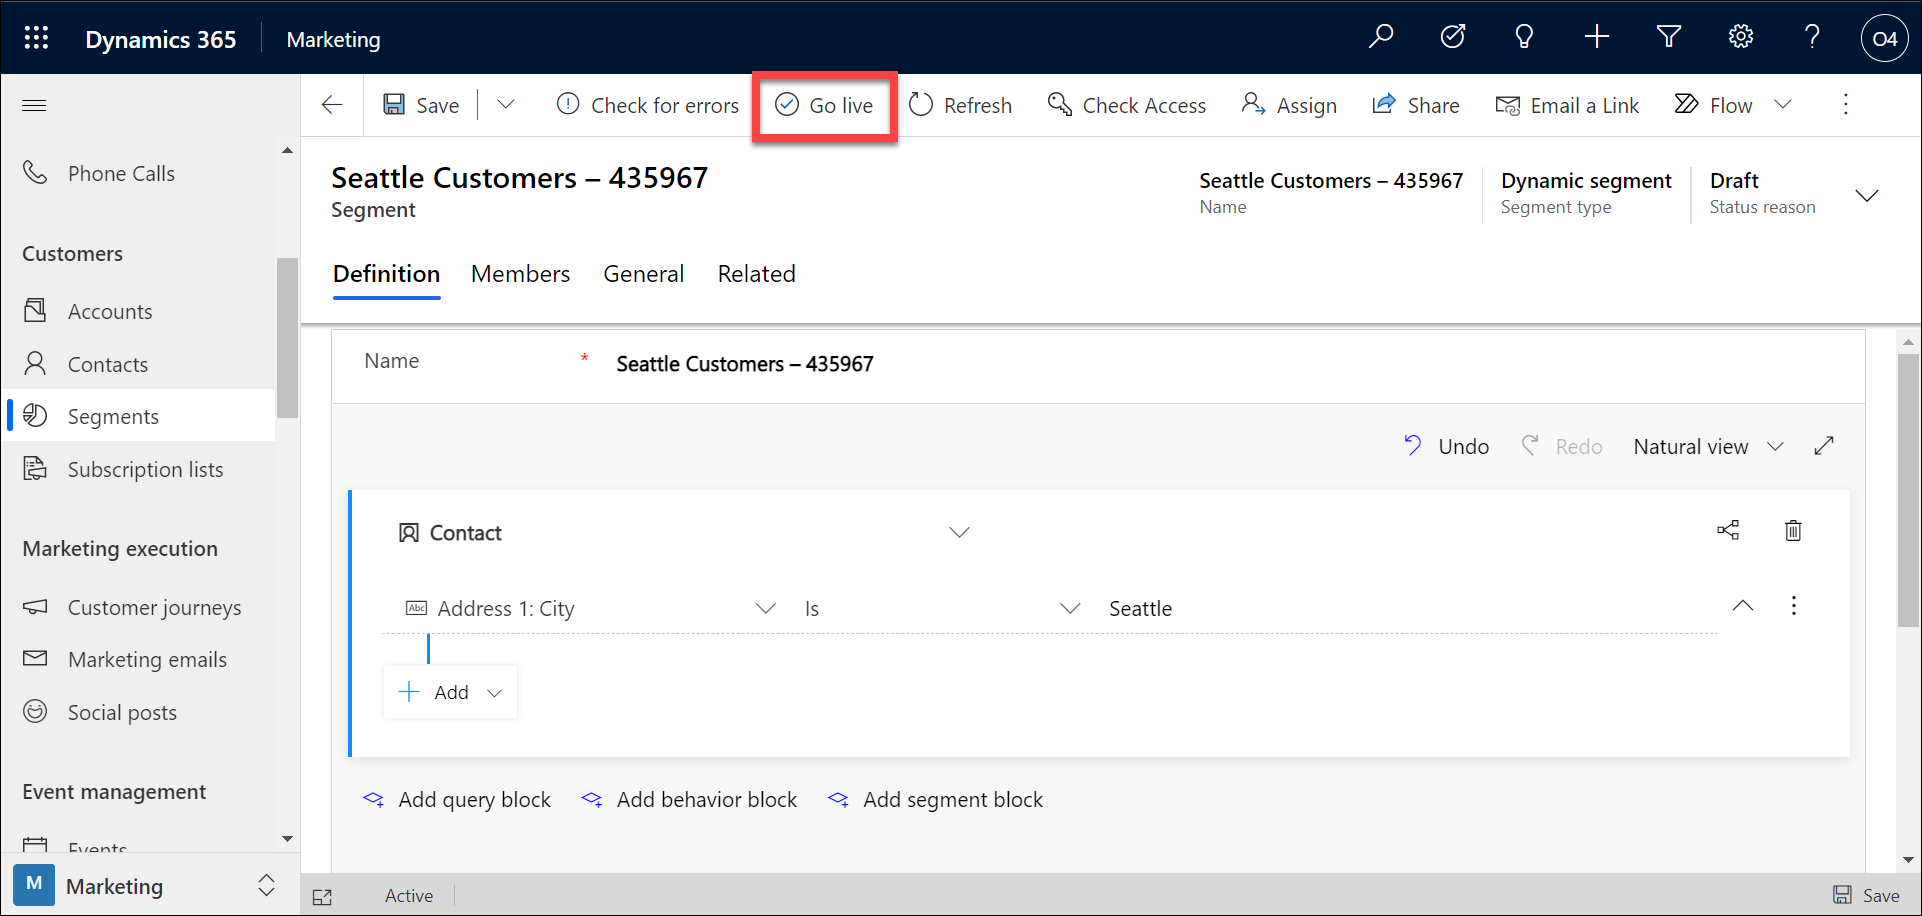 Dynamics 365 Marketing O4
Save Check for errors Go live Refresh Check Access Assign Share Email a Link Flow
Phone Calls
Customers
Accounts
Contacts
Segments
Subscription lists
Marketing execution
Customer journeys
Marketing emails
Social posts
Event management
Events
M Marketing
Seattle Customers – 435967
Segment
Seattle Customers – 435967
Name
Dynamic segment
Segment type
Draft
Status reason
Definition Members General Related
Name * Seattle Customers – 435967
Undo Redo Natural view
Contact
Abc Address 1: City Is Seattle
Add
Add query block Add behavior block Add segment block
Active Save